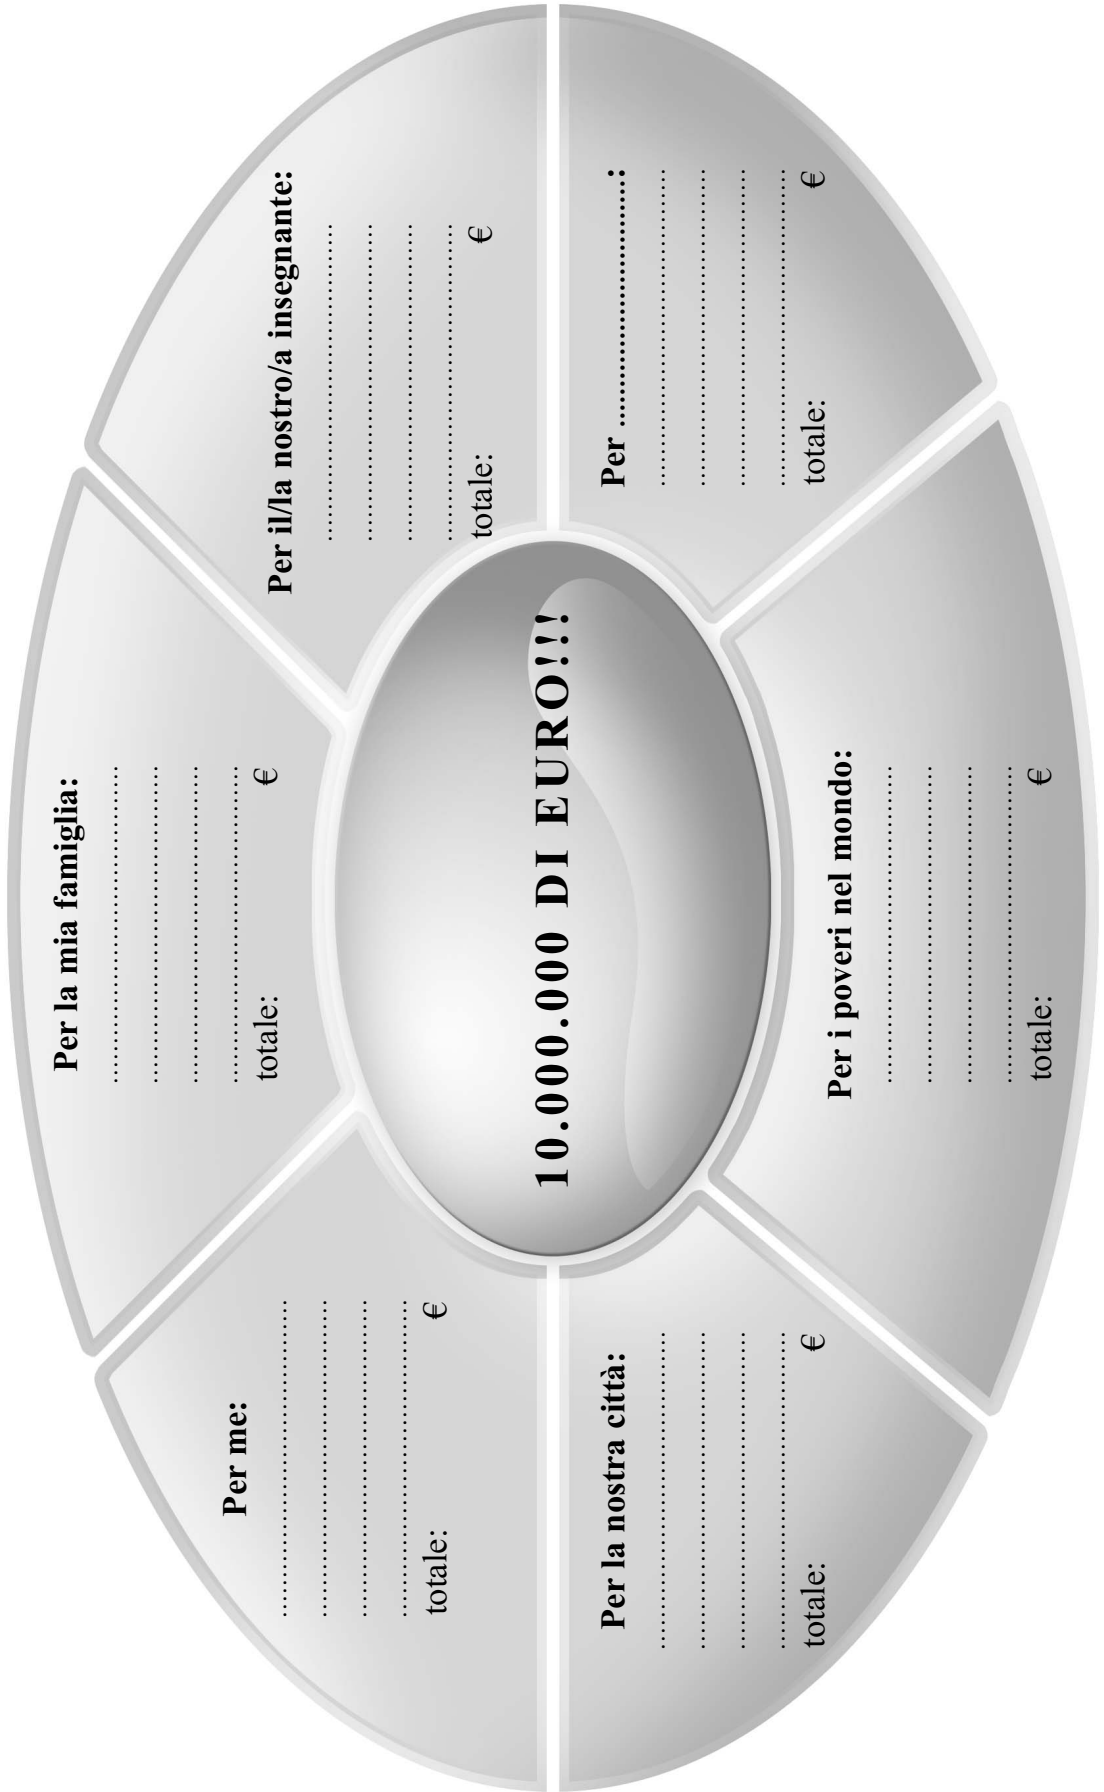 Per la mia famiglia:
........................................
........................................
........................................
........................................
totale: €
Per me:
........................................
........................................
........................................
........................................
totale: €
Per il/la nostro/a insegnante:
........................................
........................................
........................................
........................................
totale: €
10.000.000 DI EURO!!!
Per la nostra città:
........................................
........................................
........................................
........................................
totale: €
Per ..............................:
........................................
........................................
........................................
........................................
totale: €
Per i poveri nel mondo:
........................................
........................................
........................................
........................................
totale: €